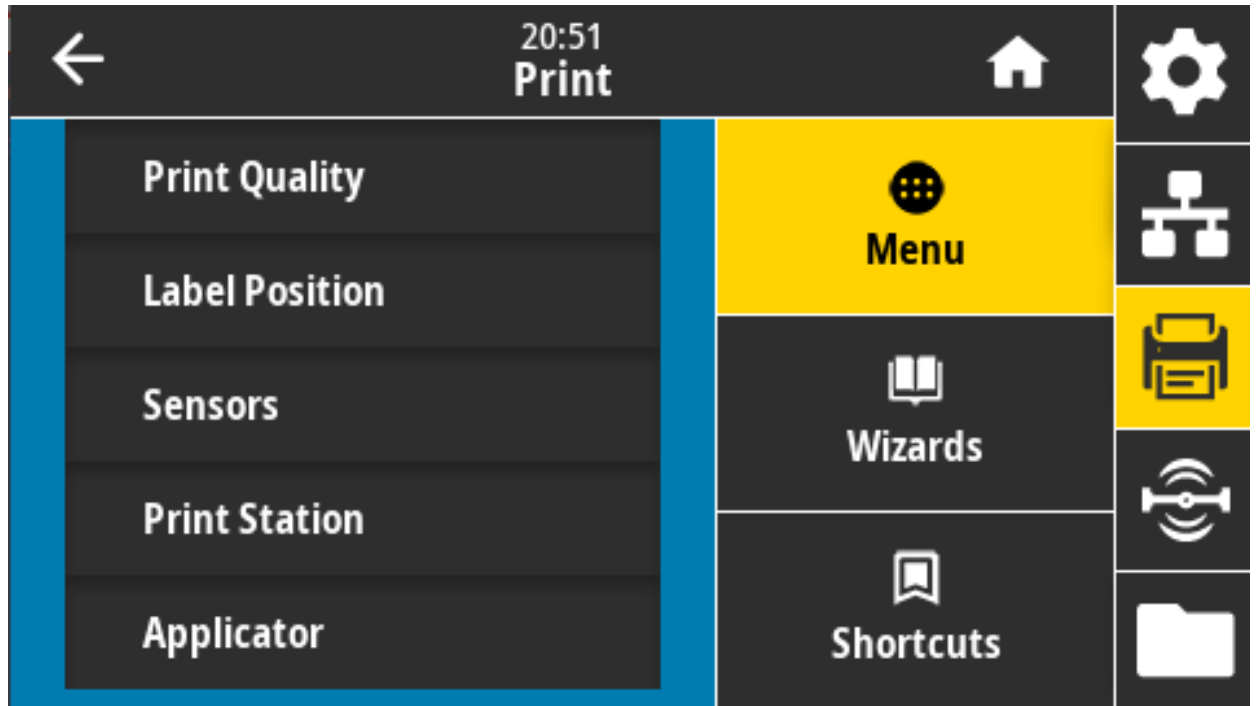 20:51
Print
Print Quality
Label Position
Sensors
Print Station
Applicator
Menu
Wizards
Shortcuts